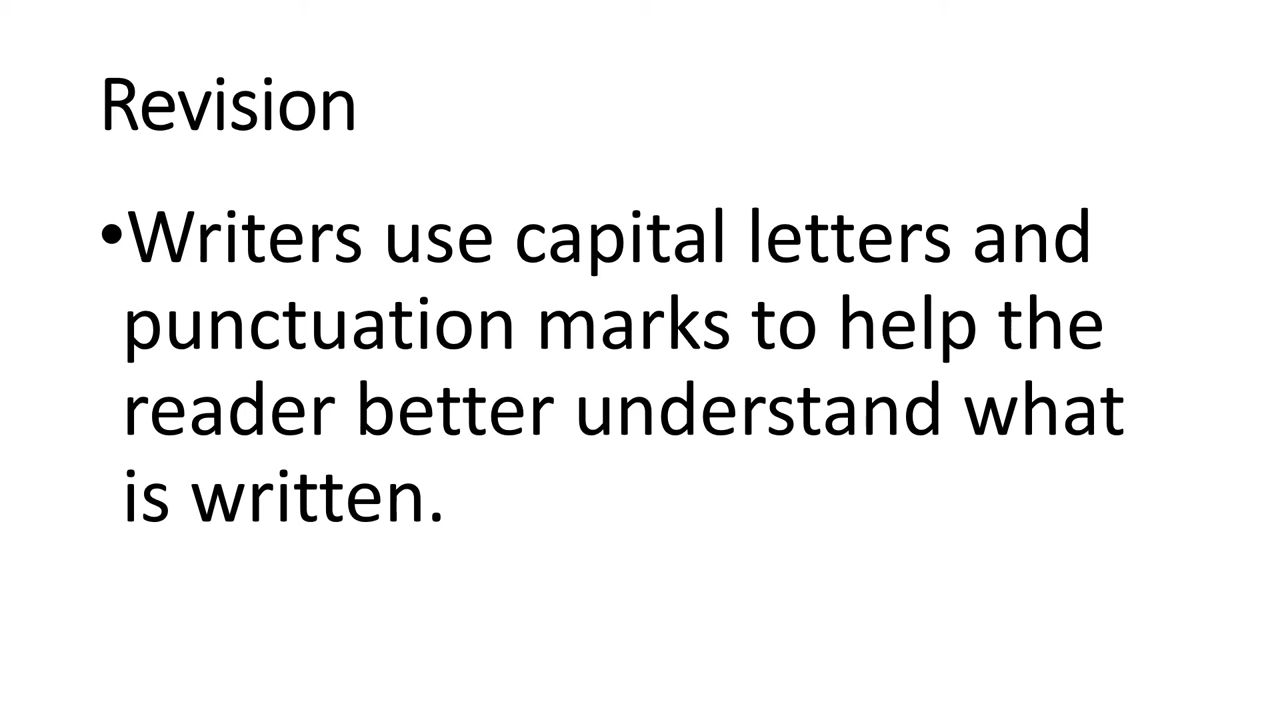 Revision
•Writers use capital letters and
punctuation marks to help the
reader better understand what
is written.